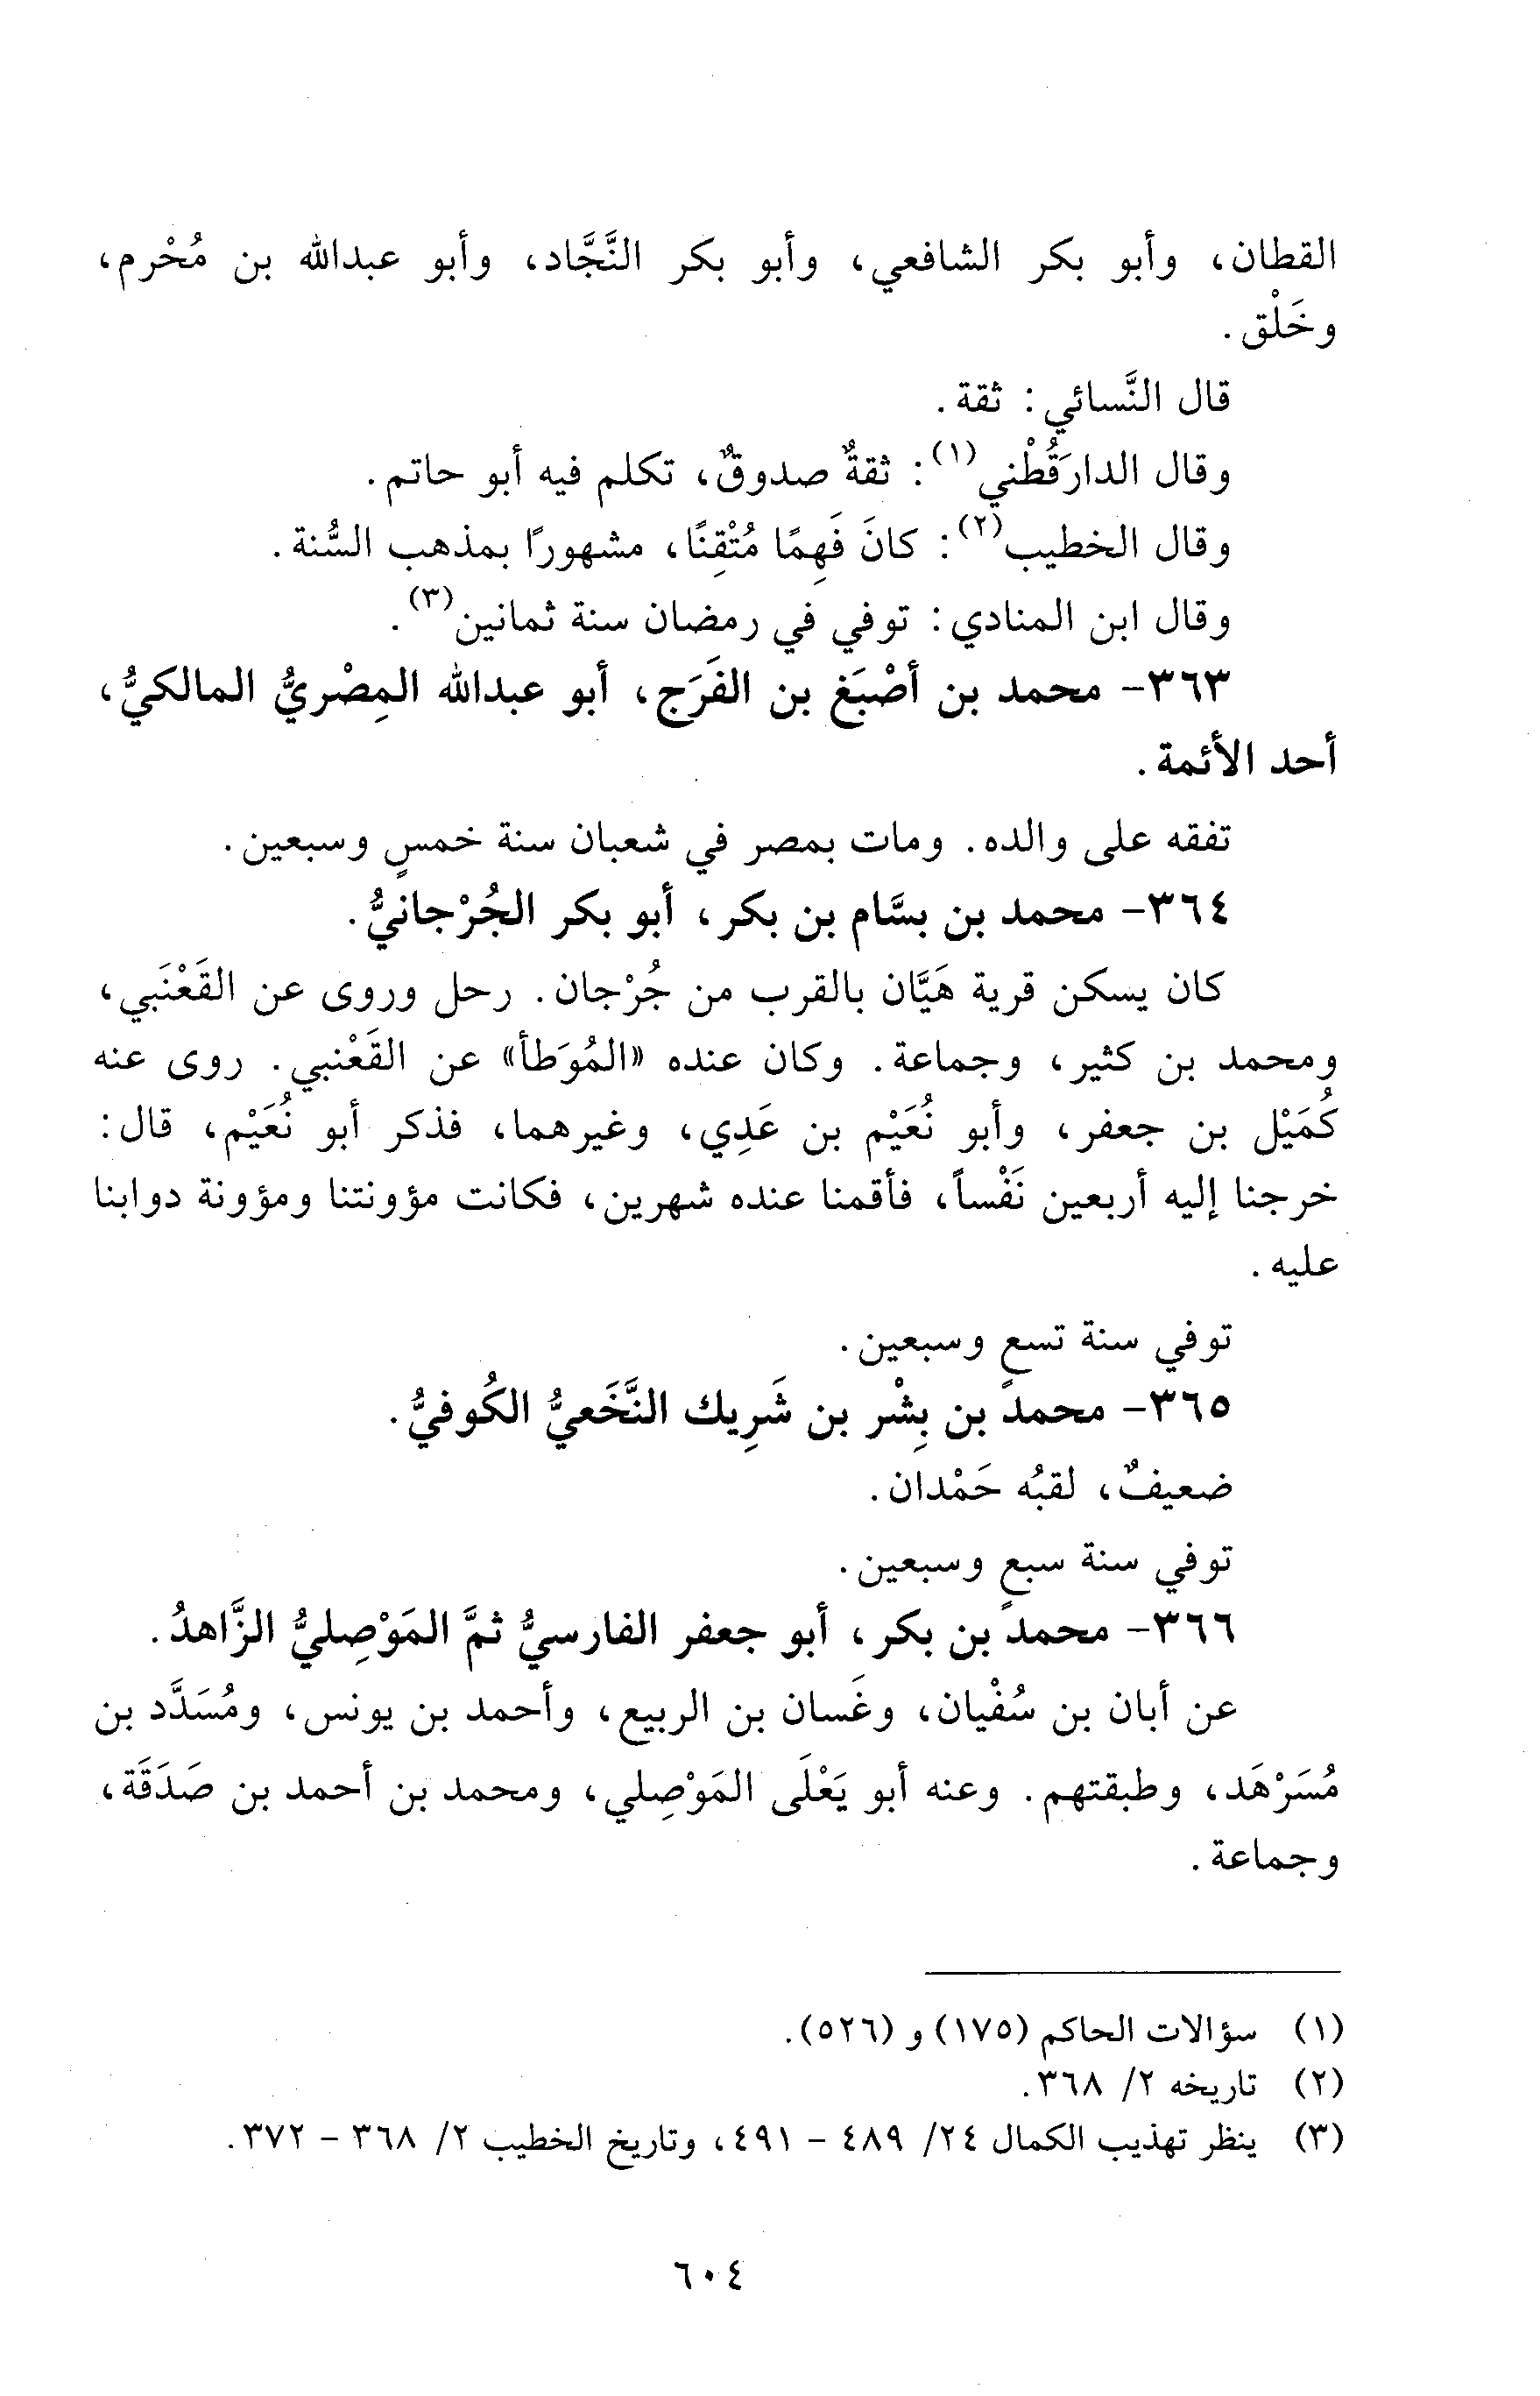 القطان، وأبو بكر الشافعي، وأبو بكر النَّجَّاد، وأبو عبدالله بن مُحْرم،
وخَلْق.
قال النَّسائي: ثقة.
وقال الدارَقُطْني(١): ثقةٌ صدوقٌ، تكلم فيه أبو حاتم.
وقال الخطيب(٢): كانَ فَهِمًا مُتْقِنًا، مشهورًا بمذهب السُّنة.
وقال ابن المنادي: توفي في رمضان سنة ثمانين(٣).
٣٦٣- محمد بن أصْبَغ بن الفَرَج، أبو عبدالله المِصْريُّ المالكيُّ،
أحد الأئمة.
تفقه على والده. ومات بمصر في شعبان سنة خمسٍ وسبعين.
٣٦٤- محمد بن بسَّام بن بكر، أبو بكر الجُرْجانيُّ.
كان يسكن قرية هَيَّان بالقرب من جُرْجان. رحل وروى عن القَعْنَبي،
ومحمد بن كثير، وجماعة. وكان عنده «المُوَطأ» عن القَعْنبي. روى عنه
كُمَيْل بن جعفر، وأبو نُعَيْم بن عَدِي، وغيرهما، فذكر أبو نُعَيْم، قال:
خرجنا إليه أربعين نَفْساً، فأقمنا عنده شهرين، فكانت مؤونتنا ومؤونة دوابنا
عليه.
توفي سنة تسعٍ وسبعين.
٣٦٥- محمد بن بِشْر بن شَرِيك النَّخَعيُّ الكُوفيُّ.
ضعيفٌ، لقبُه حَمْدان.
توفي سنة سبعٍ وسبعين.
٣٦٦- محمد بن بكر، أبو جعفر الفارسيُّ ثمَّ المَوْصِليُّ الزَّاهدُ.
عن أبان بن سُفْيان، وغَسان بن الربيع، وأحمد بن يونس، ومُسَدَّد بن
مُسَرْهَد، وطبقتهم. وعنه أبو يَعْلَى المَوْصِلي، ومحمد بن أحمد بن صَدَقَة،
وجماعة.
(١) سؤالات الحاكم (١٧٥) و (٥٢٦).
(٢) تاريخه ٢/ ٣٦٨.
(٣) ينظر تهذيب الكمال ٢٤/ ٤٨٩ - ٤٩١، وتاريخ الخطيب ٢/ ٣٦٨ - ٣٧٢.
٦٠٤